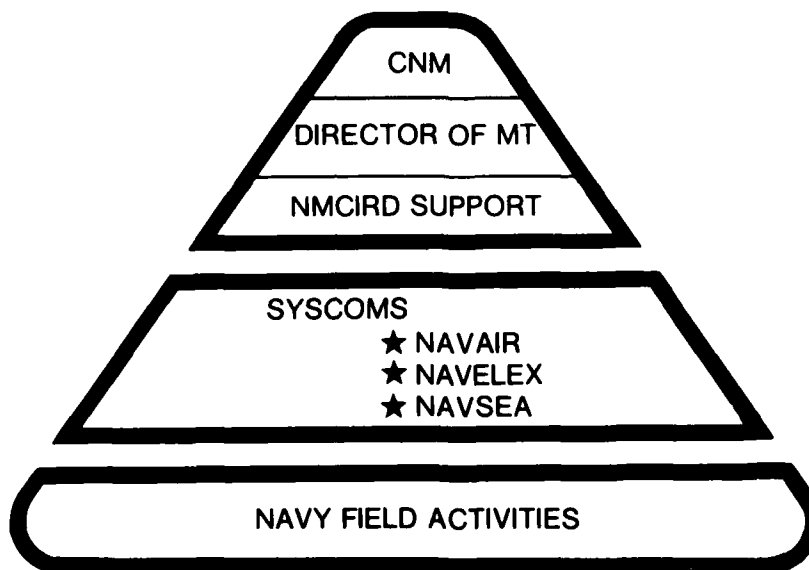 CNM
DIRECTOR OF MT
NMCIRD SUPPORT
SYSCOMS
★ NAVAIR
★ NAVELEX
★ NAVSEA
NAVY FIELD ACTIVITIES